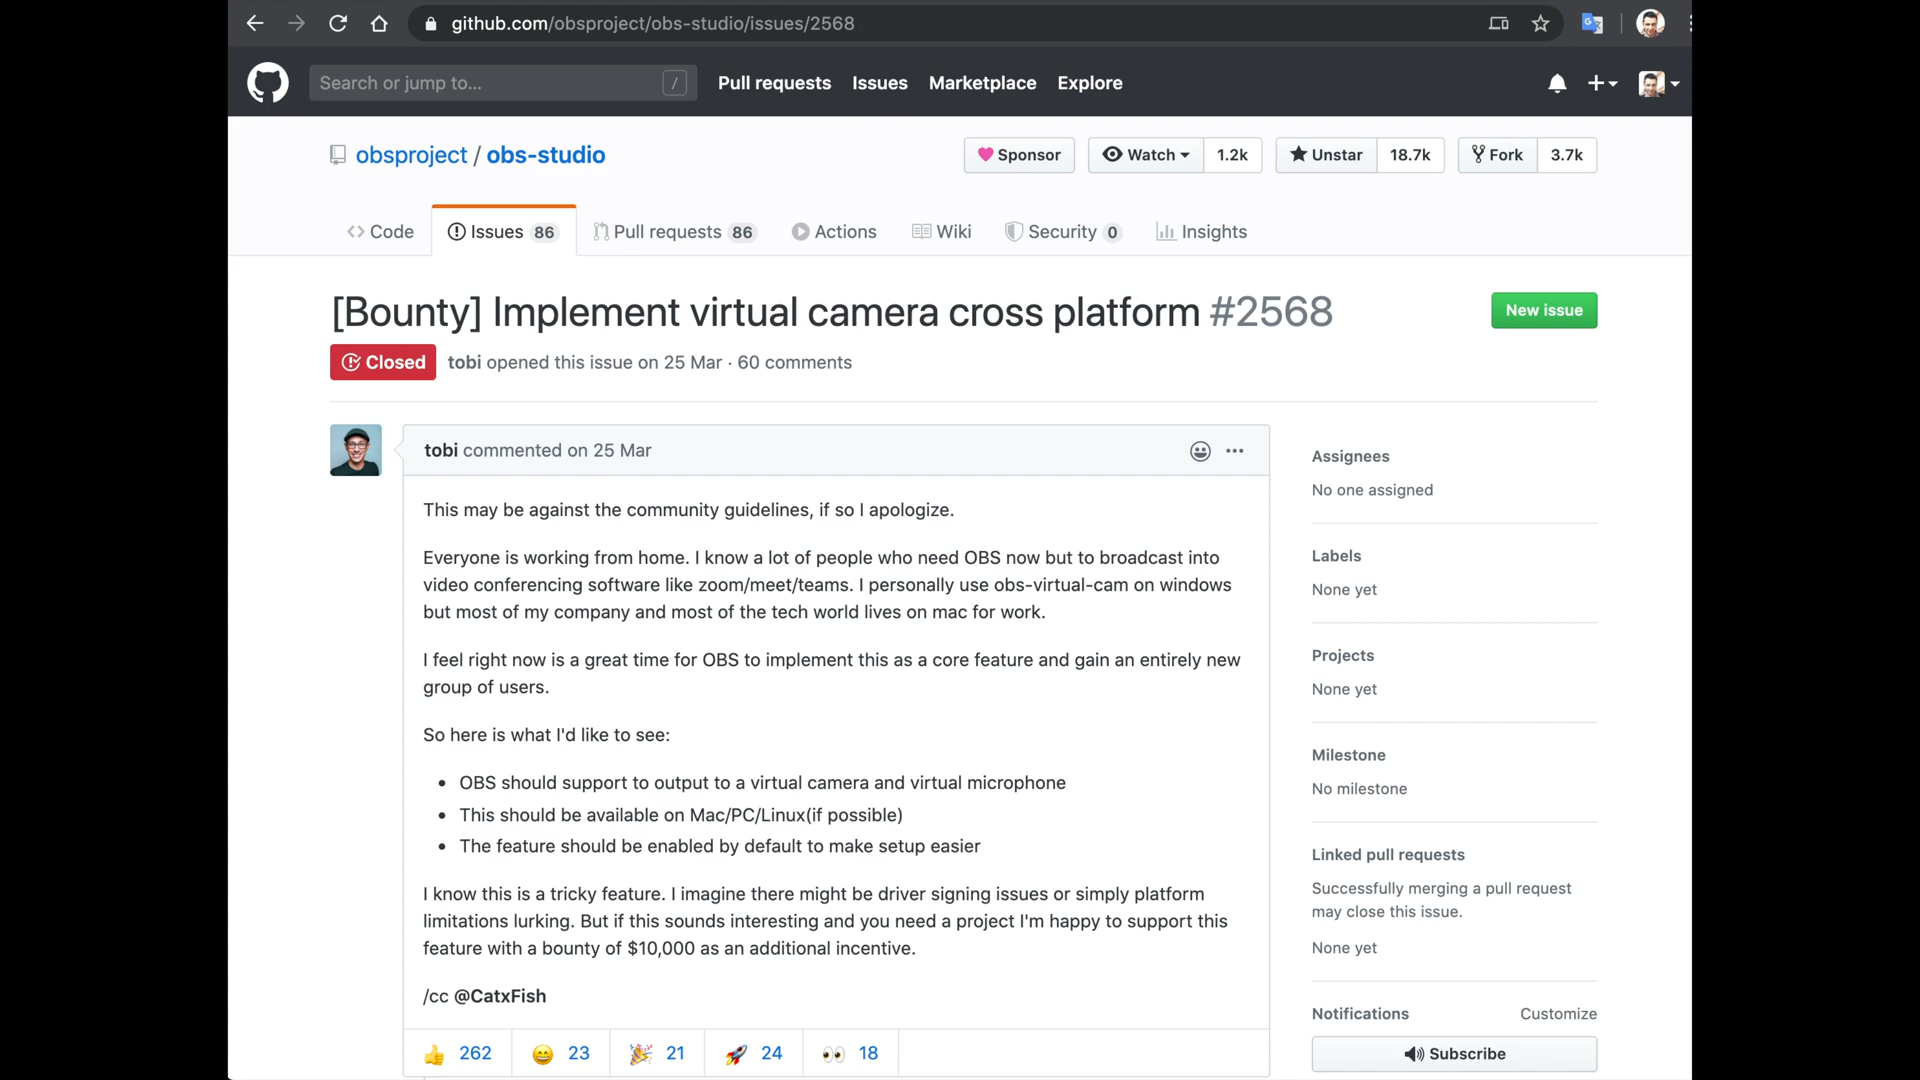 github.com/obsproject/obs-studio/issues/2568
Search or jump to... /
Pull requests Issues Marketplace Explore
obsproject / obs-studio
Sponsor Watch 1.2k Unstar 18.7k Fork 3.7k
Code Issues 86 Pull requests 86 Actions Wiki Security 0 Insights
[Bounty] Implement virtual camera cross platform #2568
New issue
Closed tobi opened this issue on 25 Mar · 60 comments
tobi commented on 25 Mar
This may be against the community guidelines, if so I apologize.
Everyone is working from home. I know a lot of people who need OBS now but to broadcast into
video conferencing software like zoom/meet/teams. I personally use obs-virtual-cam on windows
but most of my company and most of the tech world lives on mac for work.
I feel right now is a great time for OBS to implement this as a core feature and gain an entirely new
group of users.
So here is what I'd like to see:
• OBS should support to output to a virtual camera and virtual microphone
• This should be available on Mac/PC/Linux(if possible)
• The feature should be enabled by default to make setup easier
I know this is a tricky feature. I imagine there might be driver signing issues or simply platform
limitations lurking. But if this sounds interesting and you need a project I'm happy to support this
feature with a bounty of $10,000 as an additional incentive.
/cc @CatxFish
262 23 21 24 18
Assignees
No one assigned
Labels
None yet
Projects
None yet
Milestone
No milestone
Linked pull requests
Successfully merging a pull request
may close this issue.
None yet
Notifications Customize
Subscribe